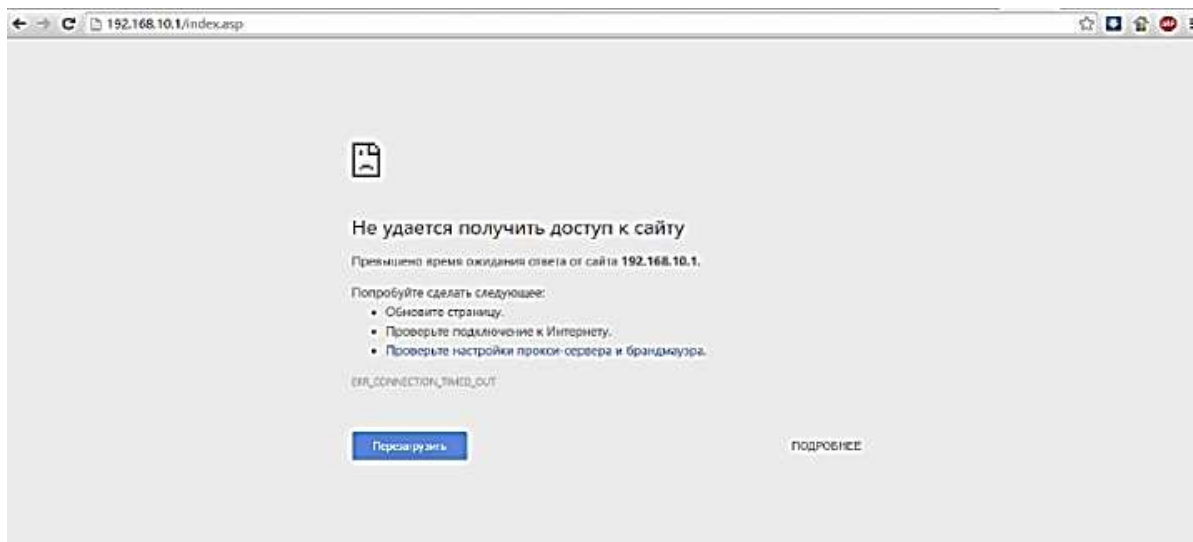 192.168.10.1/index.asp
Не удается получить доступ к сайту
Превышено время ожидания ответа от сайта 192.168.10.1.
Попробуйте сделать следующее:
Обновите страницу.
Проверьте подключение к Интернету.
Проверьте настройки прокси-сервера и брандмауэра.
ERR_CONNECTION_TIMED_OUT
Перезагрузить
ПОДРОБНЕЕ